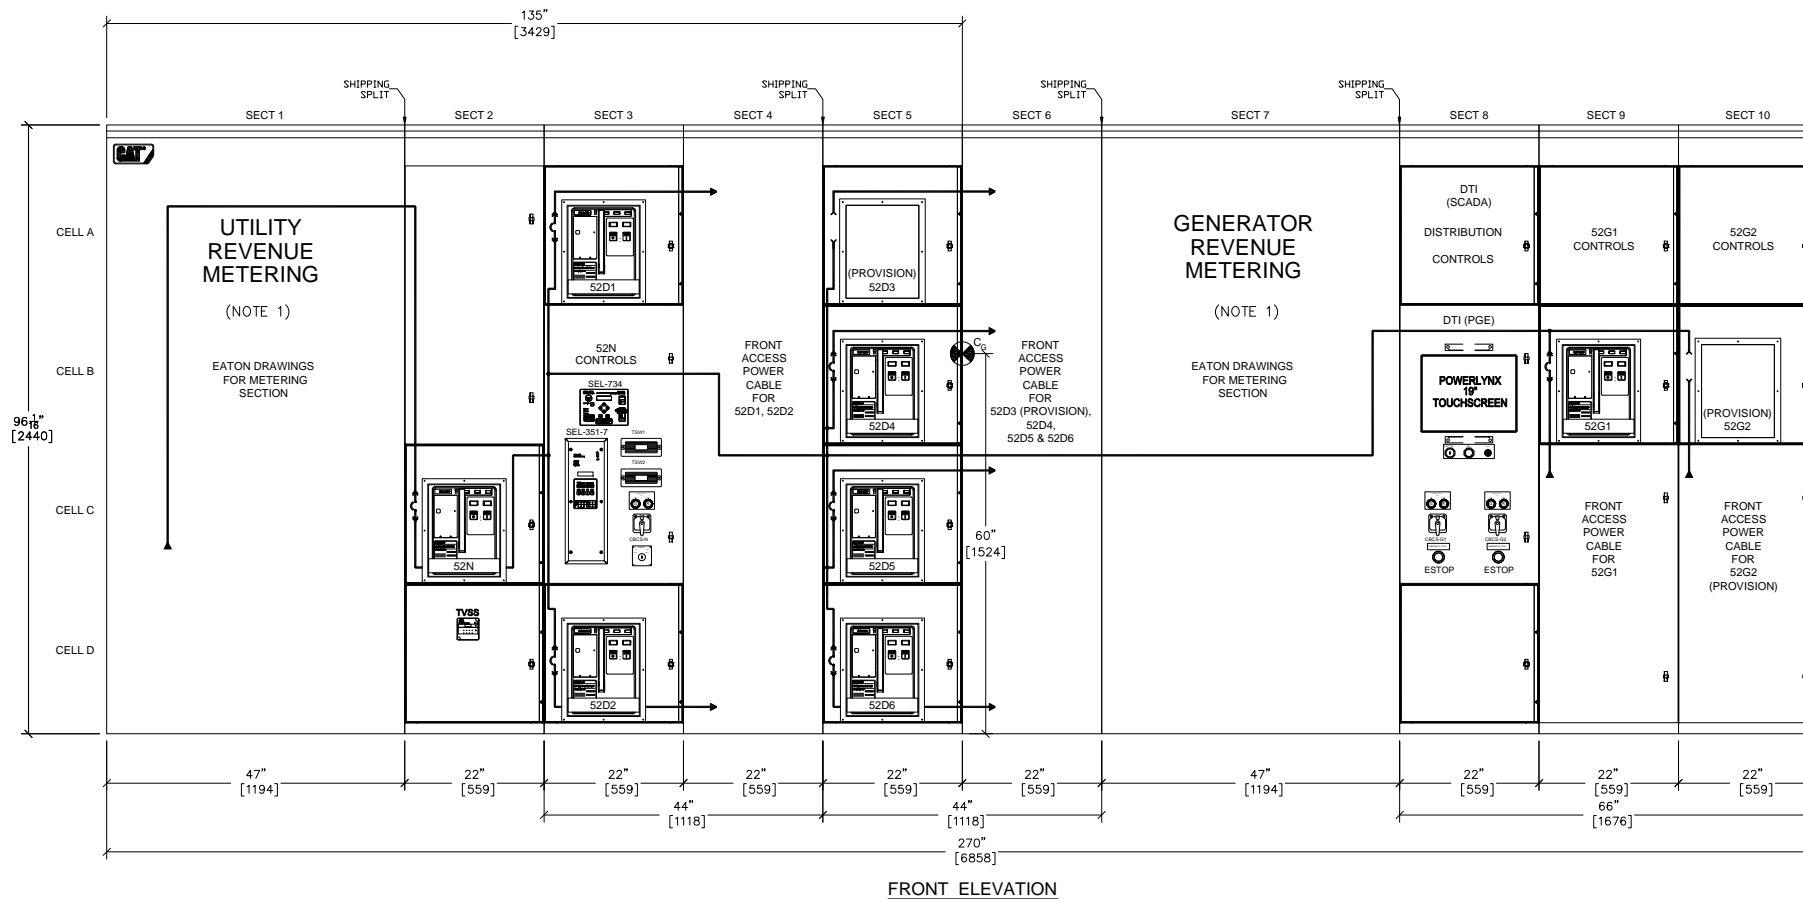 135"
[3429]
SHIPPING
SPLIT
SHIPPING
SPLIT
SHIPPING
SPLIT
SHIPPING
SPLIT
SECT 1
SECT 2
SECT 3
SECT 4
SECT 5
SECT 6
SECT 7
SECT 8
SECT 9
SECT 10
CAT
CELL A
CELL B
CELL C
CELL D
96 1/16"
[2440]
UTILITY
REVENUE
METERING
(NOTE 1)
EATON DRAWINGS
FOR METERING
SECTION
52N
TVSS
52D1
52N
CONTROLS
SEL-734
SEL-351-7
TSW1
TSW2
CBCS-N
52D2
FRONT
ACCESS
POWER
CABLE
FOR
52D1, 52D2
(PROVISION)
52D3
52D4
52D5
52D6
CG
60"
[1524]
FRONT
ACCESS
POWER
CABLE
FOR
52D3 (PROVISION),
52D4,
52D5 & 52D6
GENERATOR
REVENUE
METERING
(NOTE 1)
EATON DRAWINGS
FOR METERING
SECTION
DTI
(SCADA)
DISTRIBUTION
CONTROLS
DTI (PGE)
POWERLYNX
19"
TOUCHSCREEN
CBCS-G1
CBCS-G2
ESTOP
ESTOP
52G1
CONTROLS
52G1
FRONT
ACCESS
POWER
CABLE
FOR
52G1
52G2
CONTROLS
(PROVISION)
52G2
FRONT
ACCESS
POWER
CABLE
FOR
52G2
(PROVISION)
47"
[1194]
22"
[559]
22"
[559]
22"
[559]
22"
[559]
22"
[559]
47"
[1194]
22"
[559]
22"
[559]
22"
[559]
44"
[1118]
44"
[1118]
66"
[1676]
270"
[6858]
FRONT ELEVATION